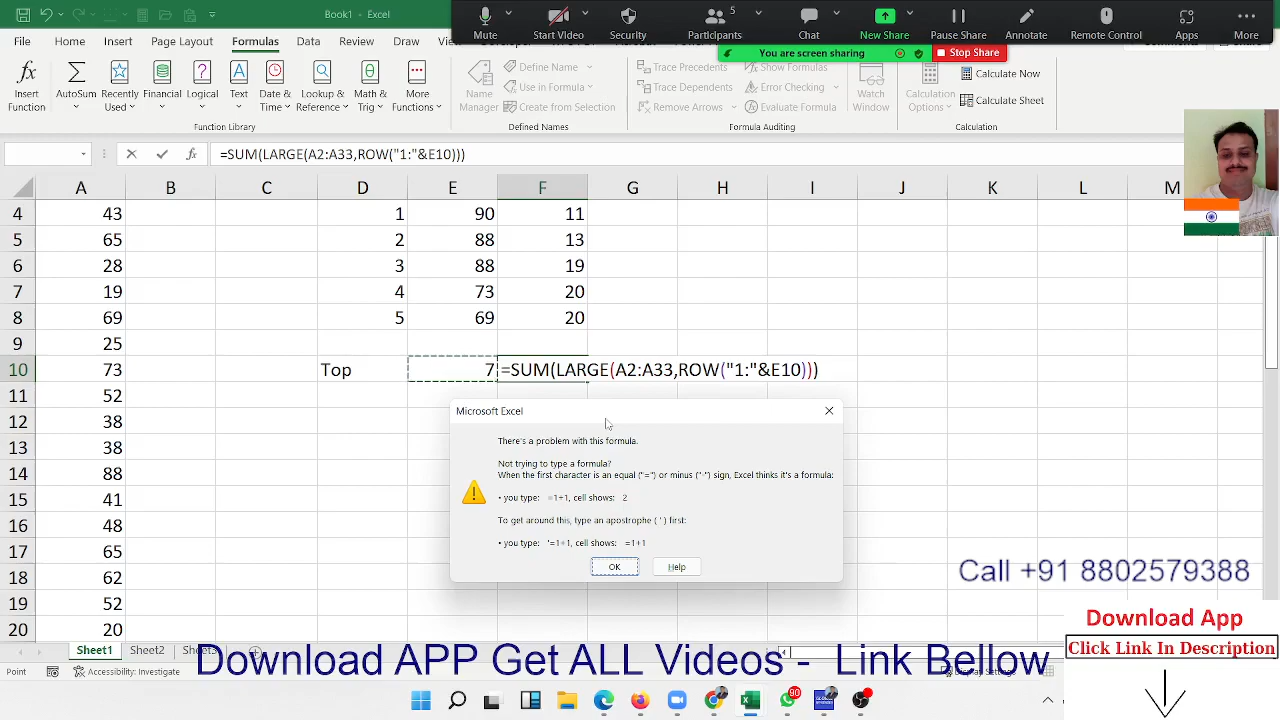 Book1 - Excel
Mute
Start Video
Security
5
Participants
Chat
New Share
Pause Share
Annotate
Remote Control
Apps
More
You are screen sharing
Stop Share
File
Home
Insert
Page Layout
Formulas
Data
Review
Draw
Insert Function
AutoSum
Recently Used
Financial
Logical
Text
Date & Time
Lookup & Reference
Math & Trig
More Functions
Function Library
Name Manager
Define Name
Use in Formula
Create from Selection
Defined Names
Trace Precedents
Trace Dependents
Remove Arrows
Show Formulas
Error Checking
Evaluate Formula
Formula Auditing
Watch Window
Calculation Options
Calculate Now
Calculate Sheet
Calculation
fx =SUM(LARGE(A2:A33,ROW("1:"&E10)))
A B C D E F G H I J K L M
4 43 1 90 11
5 65 2 88 13
6 28 3 88 19
7 19 4 73 20
8 69 5 69 20
9 25
10 73 Top 7 =SUM(LARGE(A2:A33,ROW("1:"&E10)))
11 52
12 38
13 38
14 88
15 41
16 48
17 65
18 62
19 52
20 20
Microsoft Excel
There's a problem with this formula.
Not trying to type a formula?
When the first character is an equal ("=") or minus ("-") sign, Excel thinks it's a formula:
• you type: =1+1, cell shows: 2
To get around this, type an apostrophe ( ' ) first:
• you type: '=1+1, cell shows: =1+1
OK
Help
Call +91 8802579388
Download App
Click Link In Description
Sheet1
Sheet2
Download APP Get ALL Videos - Link Bellow
Point
Accessibility: Investigate
90